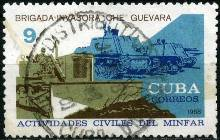 BRIGADA INVASORA "CHE" GUEVARA
9
CUBA
CORREOS
1968
ACTIVIDADES CIVILES DEL MINFAR